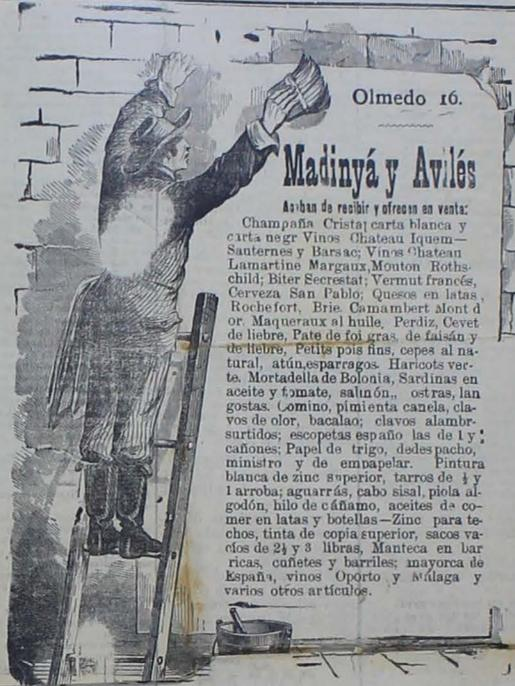 Olmedo 16.
Madinyá y Avilés
Acaban de recibir y ofrecen en venta:
Champaña Cristal carta blanca y
carta negr Vinos Chateau Iquem—
Sauternes y Barsac; Vinos Chateau
Lamartine Margaux, Mouton Roths-
child; Biter Secrestat; Vermut francés,
Cerveza San Pablo; Quesos en latas,
Rochefort, Brie. Camambert Mont d
or. Maqueraux al huile, Perdiz, Cevet
de liebre, Pate de foi gras, de faisán y
de liebre, Petits pois fins, cepes al na-
tural, atún, esparragos. Haricots ver-
te. Mortadella de Bolonia, Sardinas en
aceite y tomate, salmón,, ostras, lan
gostas. Comino, pimienta canela, cla-
vos de olor, bacalao; clavos alambr-
surtidos; escopetas españo las de 1 y
cañones; Papel de trigo, dedespacho,
ministro y de empapelar. Pintura
blanca de zinc superior, tarros de ½ y
1 arroba; aguarrás, cabo sisal, piola al-
godón, hilo de cáñamo, aceites de co-
mer en latas y botellas—Zinc para te-
chos, tinta de copia superior, sacos va-
cíos de 2½ y 3 libras, Manteca en bar
ricas, cuñetes y barriles; mayorca de
España, vinos Oporto y Málaga y
varios otros artículos.